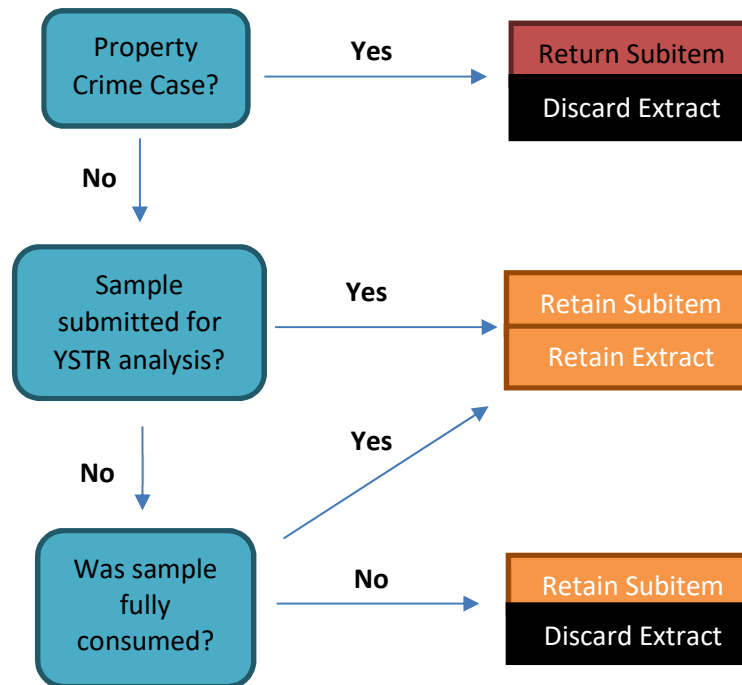 Property
Crime Case?
Yes
Return Subitem
Discard Extract
No
Sample
submitted for
YSTR analysis?
Yes
Retain Subitem
Retain Extract
No
Yes
Was sample
fully
consumed?
No
Retain Subitem
Discard Extract